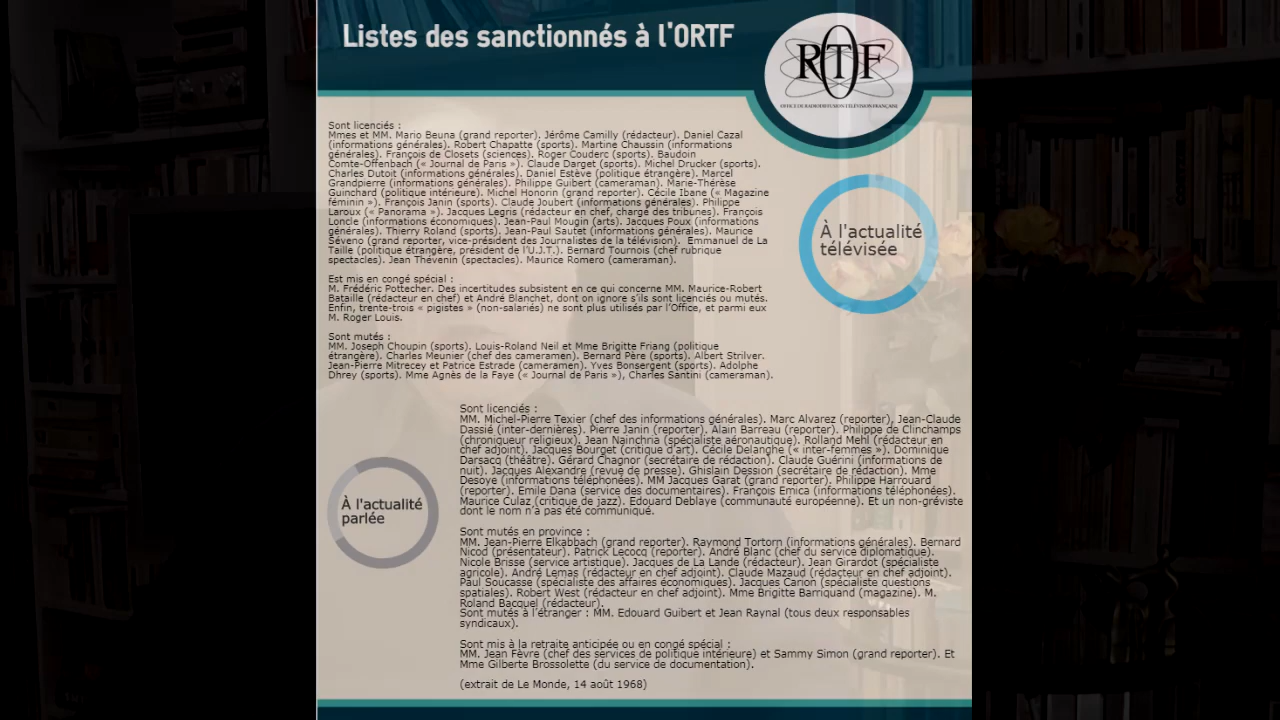 Listes des sanctionnés à l'ORTF
RTF
OFFICE DE RADIODIFFUSION TÉLÉVISION FRANÇAISE
Sont licenciés :
Mmes et MM. Mario Beuna (grand reporter). Jérôme Camilly (rédacteur). Daniel Cazal
(informations générales). Robert Chapatte (sports). Martine Chaussin (informations
générales). François de Closets (sciences). Roger Couderc (sports). Baudoin
Comte-Offenbach (« Journal de Paris »). Claude Darget (sports). Michel Drucker (sports).
Charles Dutoit (informations générales). Daniel Estève (politique étrangère). Marcel
Grandpierre (informations générales). Philippe Guibert (cameraman). Marie-Thérèse
Guinchard (politique intérieure). Michel Honorin (grand reporter). Cécile Ibane (« Magazine
féminin »). François Janin (sports). Claude Joubert (informations générales). Philippe
Laroux (« Panorama »). Jacques Legris (rédacteur en chef, chargé des tribunes). François
Loncle (informations économiques). Jean-Paul Mougin (arts). Jacques Poux (informations
générales). Thierry Roland (sports). Jean-Paul Sautet (informations générales). Maurice
Séveno (grand reporter, vice-président des Journalistes de la télévision). Emmanuel de La
Taille (politique étrangère, président de l'U.J.T.). Bernard Tournois (chef rubrique
spectacles). Jean Thévenin (spectacles). Maurice Romero (cameraman).
Est mis en congé spécial :
M. Frédéric Pottecher. Des incertitudes subsistent en ce qui concerne MM. Maurice-Robert
Bataille (rédacteur en chef) et André Blanchet, dont on ignore s'ils sont licenciés ou mutés.
Enfin, trente-trois « pigistes » (non-salariés) ne sont plus utilisés par l'Office, et parmi eux
M. Roger Louis.
Sont mutés :
MM. Joseph Choupin (sports). Louis-Roland Neil et Mme Brigitte Friang (politique
étrangère). Charles Meunier (chef des cameramen). Bernard Père (sports). Albert Strilver.
Jean-Pierre Mitrecey et Patrice Estrade (cameramen). Yves Bonsergent (sports). Adolphe
Dhrey (sports). Mme Agnès de la Faye (« Journal de Paris »), Charles Santini (cameraman).
À l'actualité
télévisée
À l'actualité
parlée
Sont licenciés :
MM. Michel-Pierre Texier (chef des informations générales). Marc Alvarez (reporter), Jean-Claude
Dassié (inter-dernières). Pierre Janin (reporter). Alain Barreau (reporter). Philippe de Clinchamps
(chroniqueur religieux). Jean Nainchria (spécialiste aéronautique). Rolland Mehl (rédacteur en
chef adjoint). Jacques Bourget (critique d'art). Cécile Delanghe (« inter-femmes »). Dominique
Darsacq (théâtre). Gérard Chagnor (secrétaire de rédaction). Claude Guérini (informations de
nuit). Jacques Alexandre (revue de presse). Ghislain Dession (secrétaire de rédaction). Mme
Desoye (informations téléphonées). MM Jacques Garat (grand reporter). Philippe Harrouard
(reporter). Emile Dana (service des documentaires). François Emica (informations téléphonées).
Maurice Culaz (critique de jazz). Edouard Deblaye (communauté européenne). Et un non-gréviste
dont le nom n'a pas été communiqué.
Sont mutés en province :
MM. Jean-Pierre Elkabbach (grand reporter). Raymond Tortorn (informations générales). Bernard
Nicod (présentateur). Patrick Lecocq (reporter). André Blanc (chef du service diplomatique).
Nicole Brisse (service artistique). Jacques de La Lande (rédacteur). Jean Girardot (spécialiste
agricole). André Lemas (rédacteur en chef adjoint). Claude Mazaud (rédacteur en chef adjoint).
Paul Soucasse (spécialiste des affaires économiques). Jacques Carion (spécialiste questions
spatiales). Robert West (rédacteur en chef adjoint). Mme Brigitte Barriquand (magazine). M.
Roland Bacquel (rédacteur).
Sont mutés à l'étranger : MM. Edouard Guibert et Jean Raynal (tous deux responsables
syndicaux).
Sont mis à la retraite anticipée ou en congé spécial :
MM. Jean Fèvre (chef des services de politique intérieure) et Sammy Simon (grand reporter). Et
Mme Gilberte Brossolette (du service de documentation).
(extrait de Le Monde, 14 août 1968)